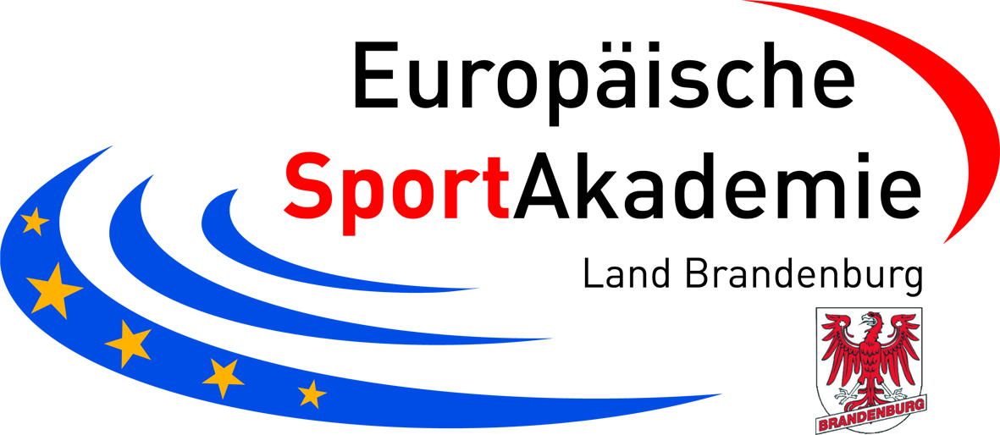 Europäische
SportAkademie
Land Brandenburg
BRANDENBURG